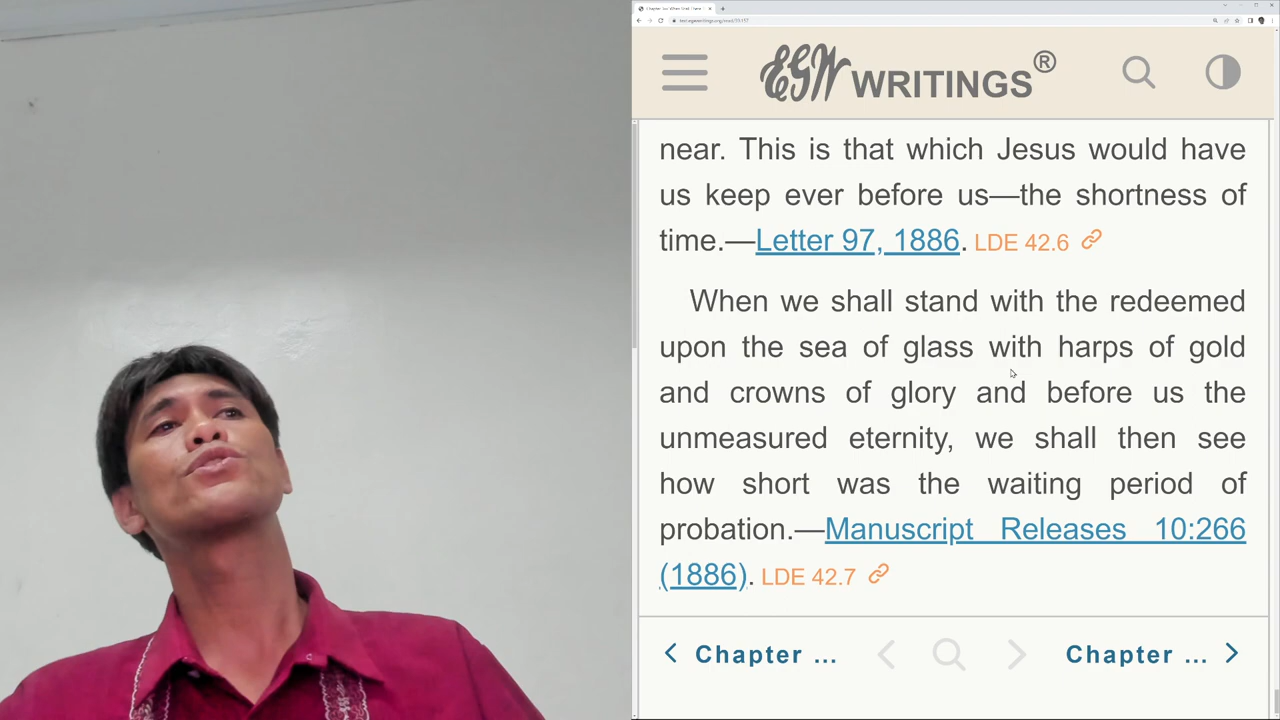 EGW WRITINGS®
near. This is that which Jesus would have
us keep ever before us—the shortness of
time.—Letter 97, 1886. LDE 42.6
When we shall stand with the redeemed
upon the sea of glass with harps of gold
and crowns of glory and before us the
unmeasured eternity, we shall then see
how short was the waiting period of
probation.—Manuscript Releases 10:266
(1886). LDE 42.7
Chapter ... Chapter ...